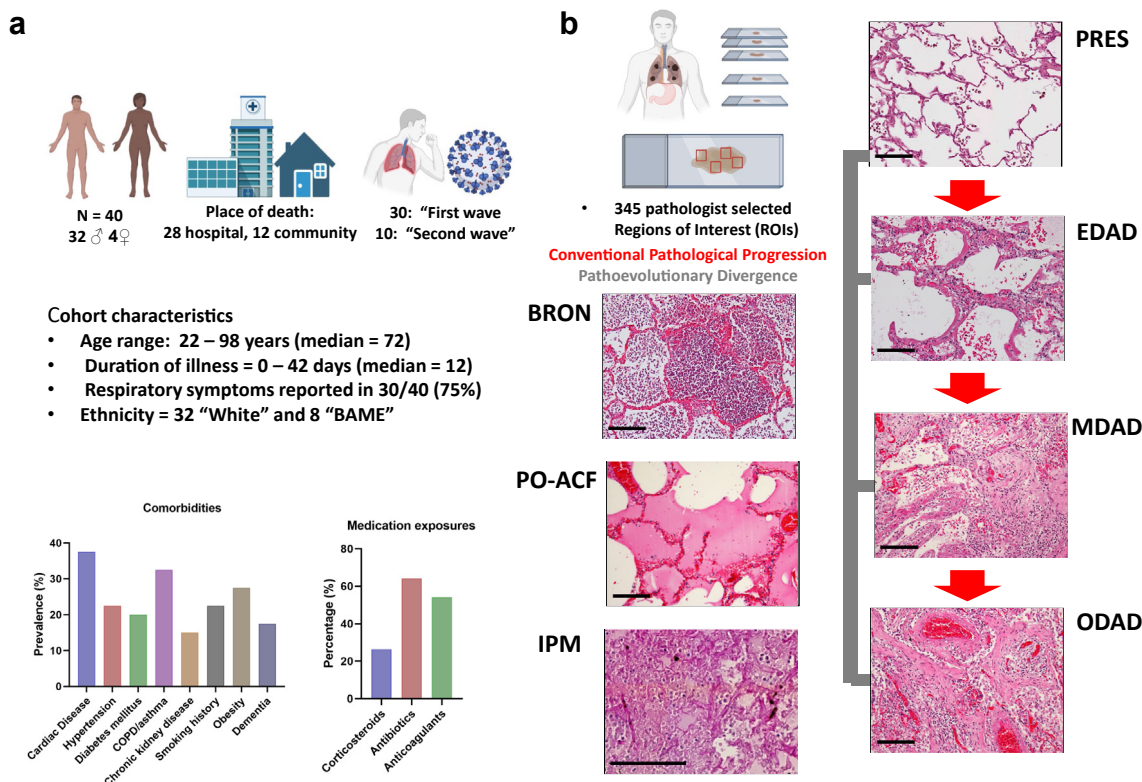 a
N = 40
32 ♂ 4♀
Place of death:
28 hospital, 12 community
30: “First wave
10: “Second wave”
Cohort characteristics
• Age range: 22 – 98 years (median = 72)
• Duration of illness = 0 – 42 days (median = 12)
• Respiratory symptoms reported in 30/40 (75%)
• Ethnicity = 32 “White” and 8 “BAME”
Comorbidities
Prevalence (%)
40
30
20
10
0
Cardiac Disease
Hypertension
Diabetes mellitus
COPD/asthma
Chronic kidney disease
Smoking history
Obesity
Dementia
Medication exposures
Percentage (%)
80
60
40
20
0
Corticosteroids
Antibiotics
Anticoagulants
b
• 345 pathologist selected
Regions of Interest (ROIs)
Conventional Pathological Progression
Pathoevolutionary Divergence
BRON
PO-ACF
IPM
PRES
EDAD
MDAD
ODAD